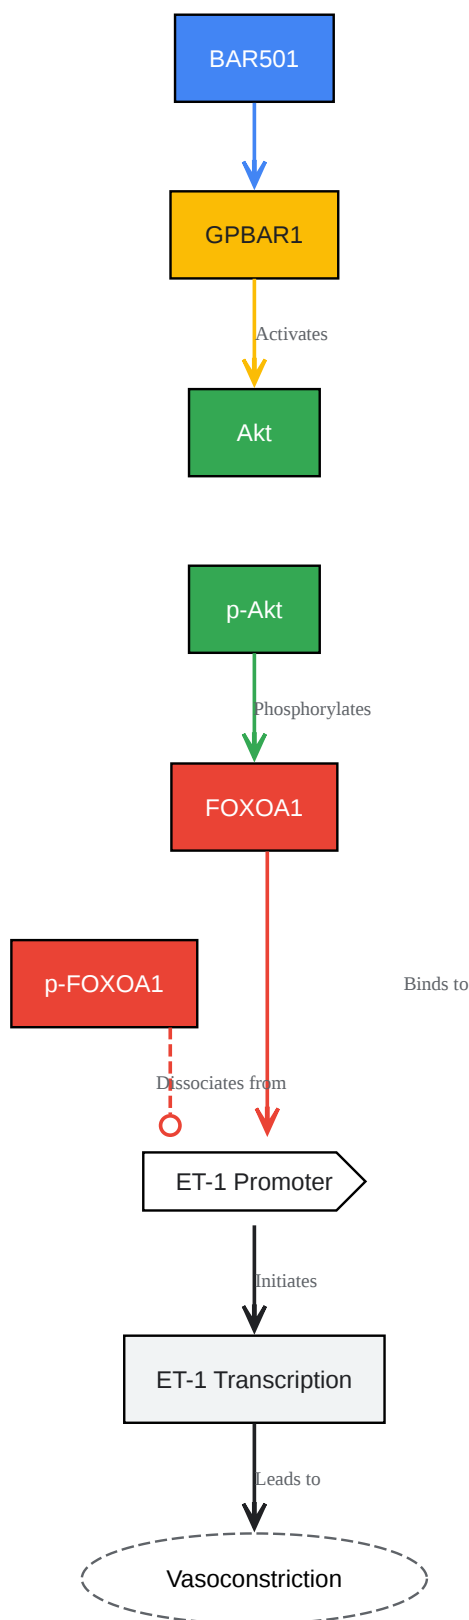 BAR501
GPBAR1
Activates
Akt
p-Akt
Phosphorylates
FOXOA1
p-FOXOA1
Binds to
Dissociates from
ET-1 Promoter
Initiates
ET-1 Transcription
Leads to
Vasoconstriction